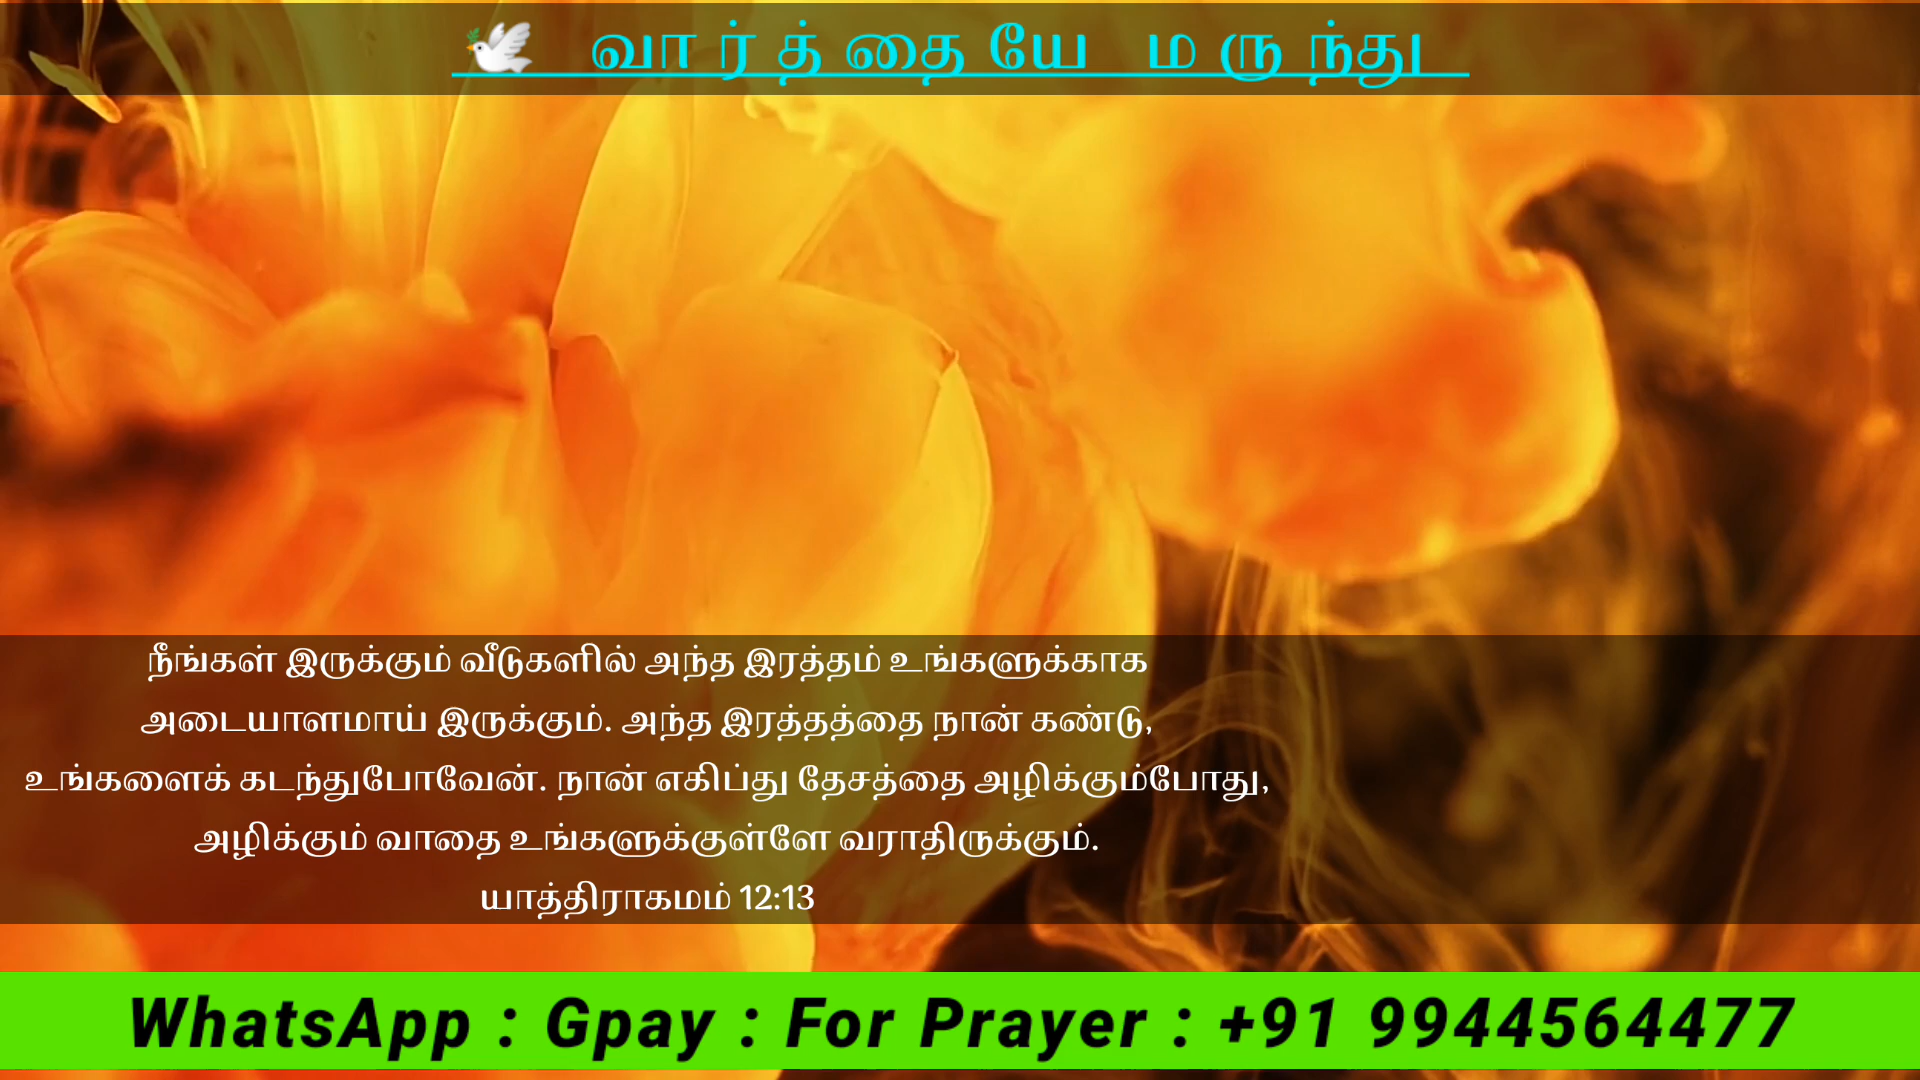 🕊️ வார்த்தையே மருந்து
நீங்கள் இருக்கும் வீடுகளில் அந்த இரத்தம் உங்களுக்காக
அடையாளமாய் இருக்கும். அந்த இரத்தத்தை நான் கண்டு,
உங்களைக் கடந்துபோவேன். நான் எகிப்து தேசத்தை அழிக்கும்போது,
அழிக்கும் வாதை உங்களுக்குள்ளே வராதிருக்கும்.
யாத்திராகமம் 12:13
WhatsApp : Gpay : For Prayer : +91 9944564477